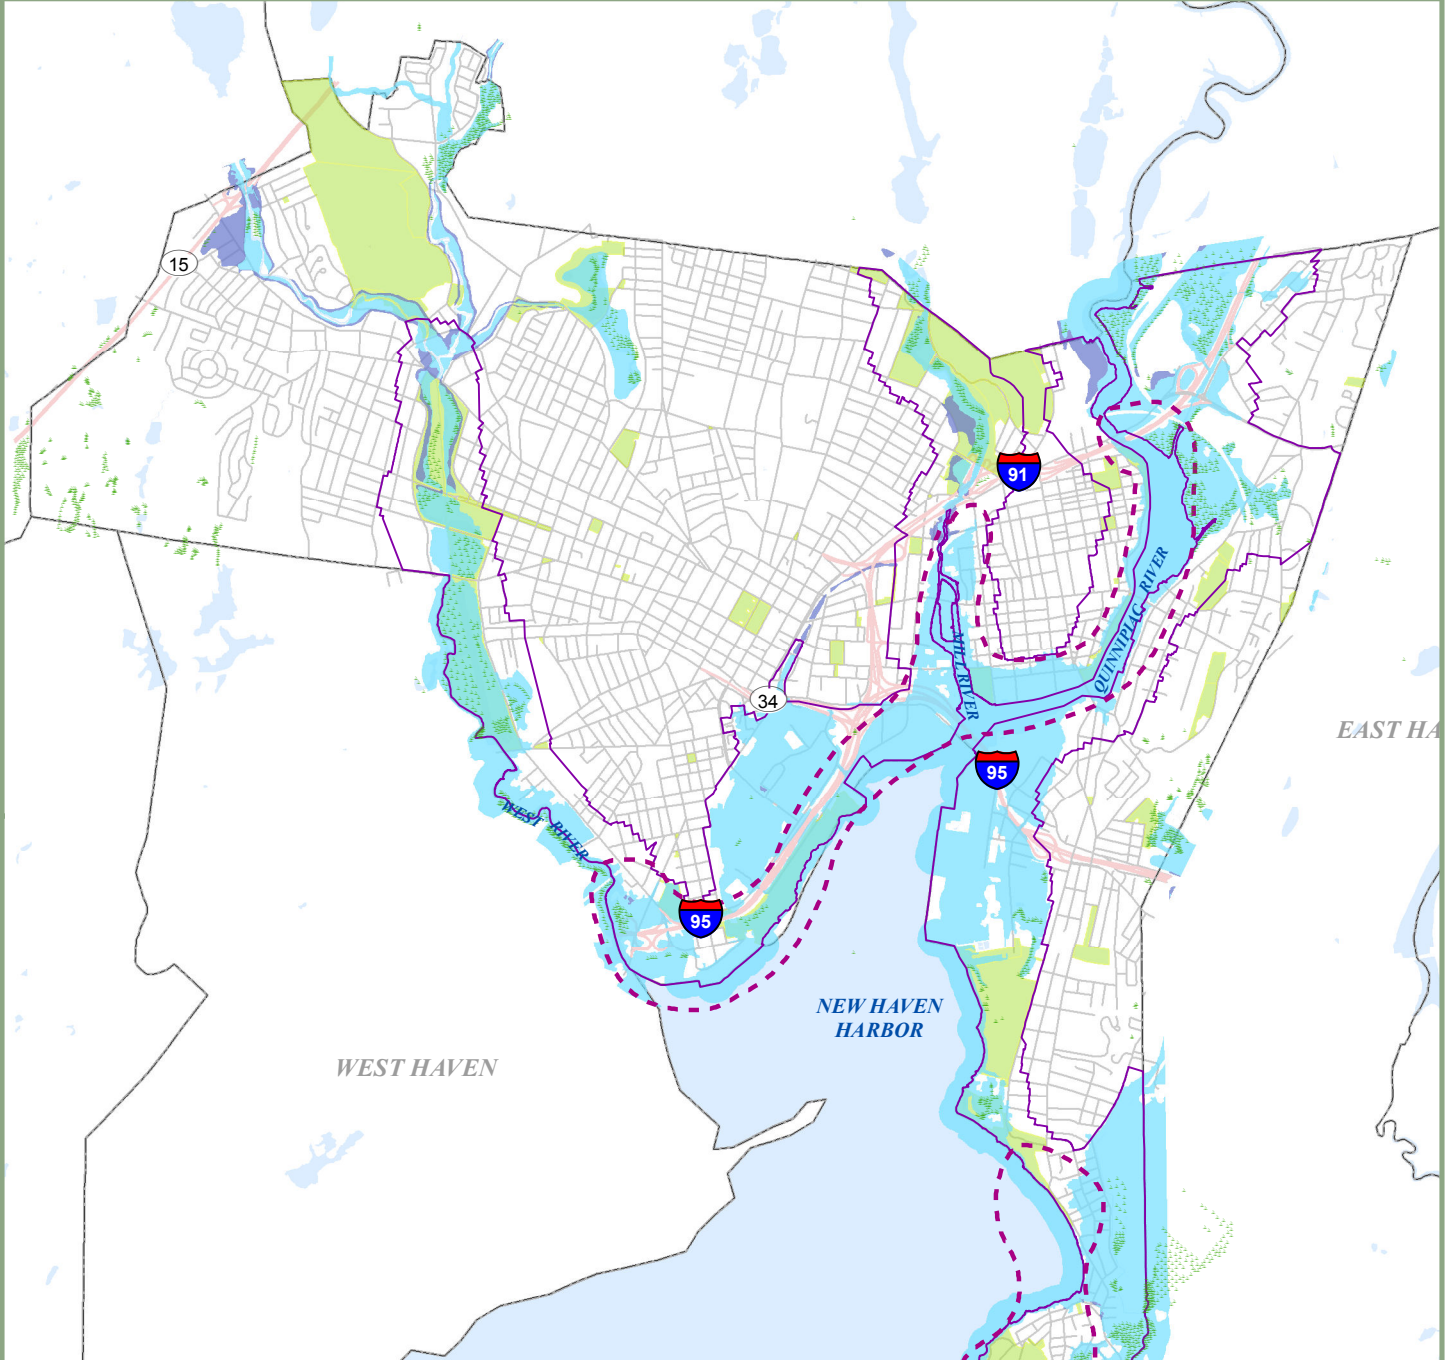 15
91
QUINNIPIAC RIVER
MILL RIVER
34
EAST HA
95
WEST RIVER
95
NEW HAVEN
HARBOR
WEST HAVEN